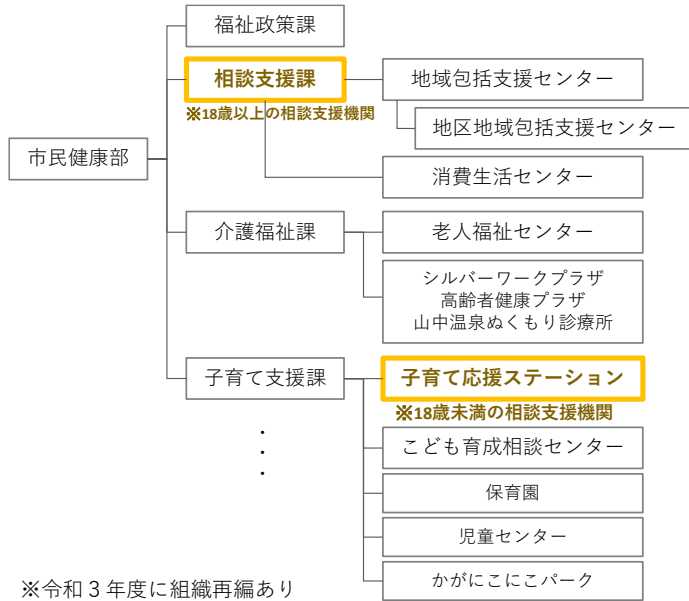 福祉政策課
相談支援課
※18歳以上の相談支援機関
地域包括支援センター
地区地域包括支援センター
市民健康部
消費生活センター
介護福祉課
老人福祉センター
シルバーワークプラザ
高齢者健康プラザ
山中温泉ぬくもり診療所
子育て支援課
子育て応援ステーション
※18歳未満の相談支援機関
こども育成相談センター
保育園
児童センター
かがにこにこパーク
・
・
・
※令和３年度に組織再編あり